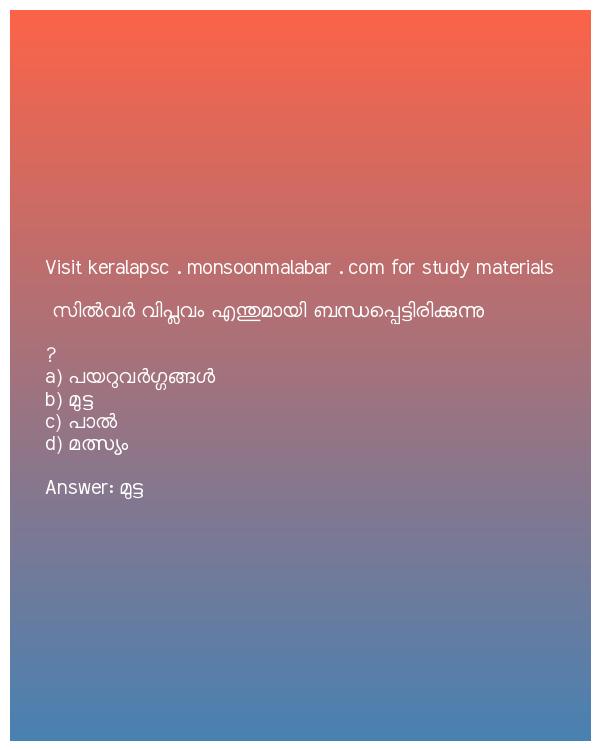 Visit keralapsc . monsoonmalabar . com for study materials
സിൽവർ വിപ്ലവം എന്തുമായി ബന്ധപ്പെട്ടിരിക്കുന്നു
?
a) പയറുവർഗ്ഗങ്ങൾ
b) മുട്ട
c) പാൽ
d) മത്സ്യം
Answer: മുട്ട